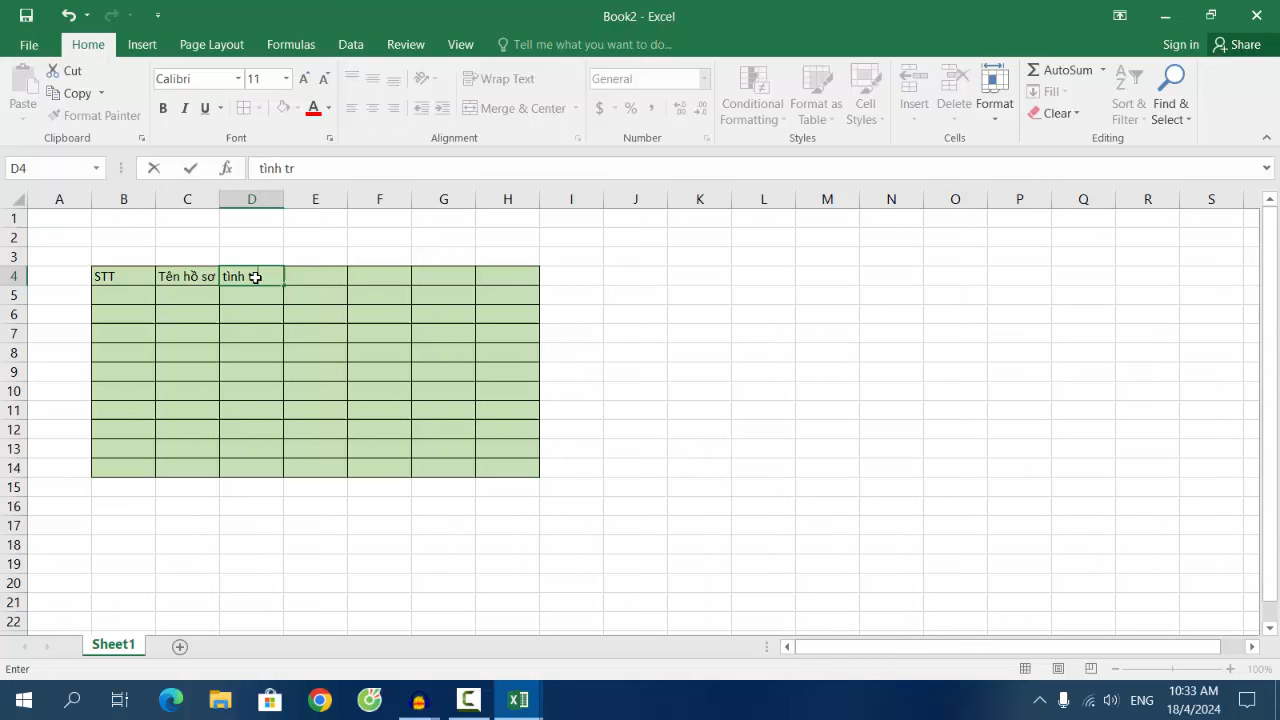 Book2 - Excel
File Home Insert Page Layout Formulas Data Review View Tell me what you want to do... Sign in Share
Paste Cut Copy Format Painter
Calibri 11
B I U A
Wrap Text
Merge & Center
General
$ % ,
Conditional Formatting Format as Table Cell Styles
Insert Delete Format
AutoSum Fill Clear
Sort & Filter Find & Select
Clipboard Font Alignment Number Styles Cells Editing
D4 fx tình tr
A B C D E F G H I J K L M N O P Q R S
1
2
3
4 STT Tên hồ sơ tình t
5
6
7
8
9
10
11
12
13
14
15
16
17
18
19
20
21
22
Sheet1
Enter 100%
ENG 10:33 AM
18/4/2024